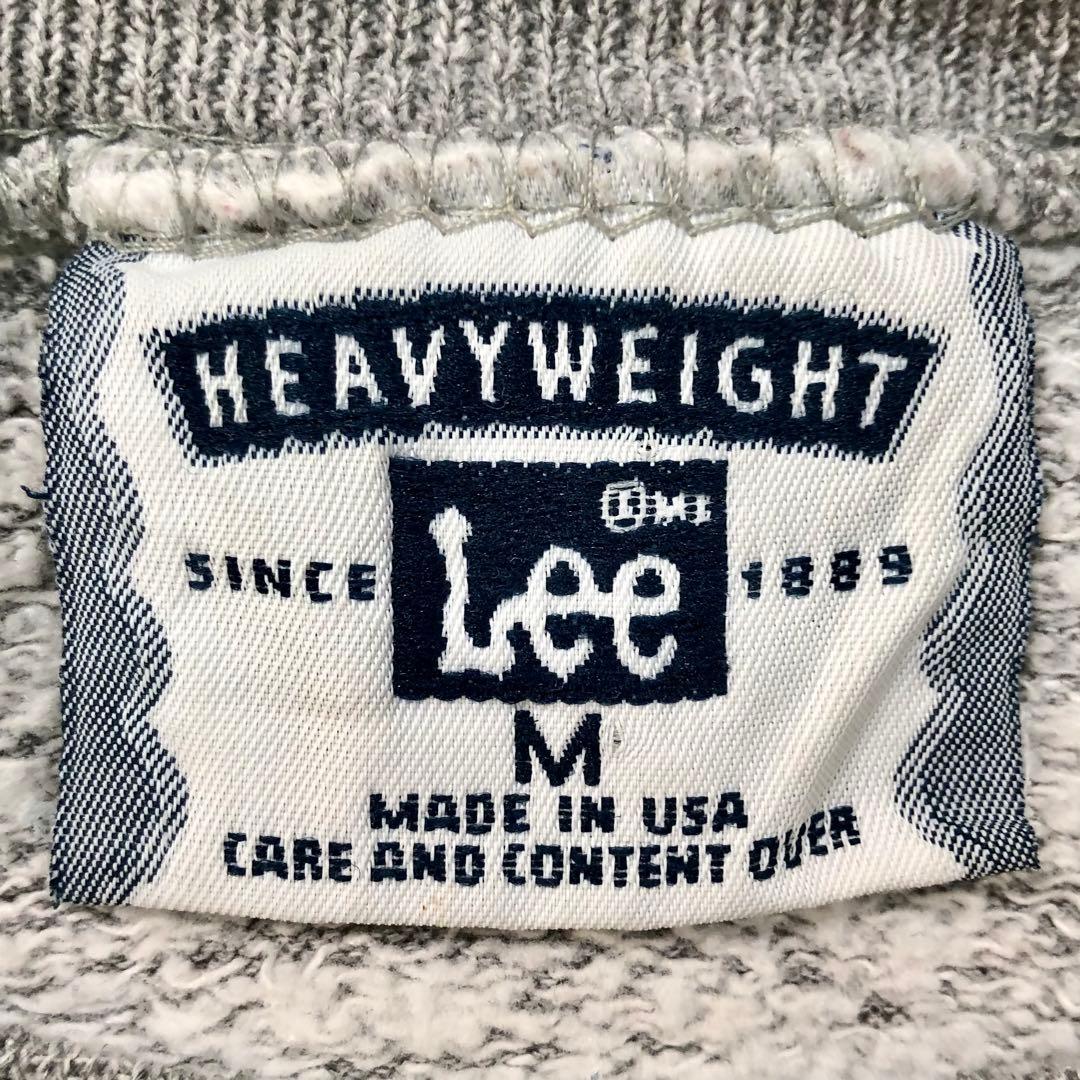 HEAVYWEIGHT
Lee
SINCE 1889
M
MADE IN USA
CARE AND CONTENT OVER